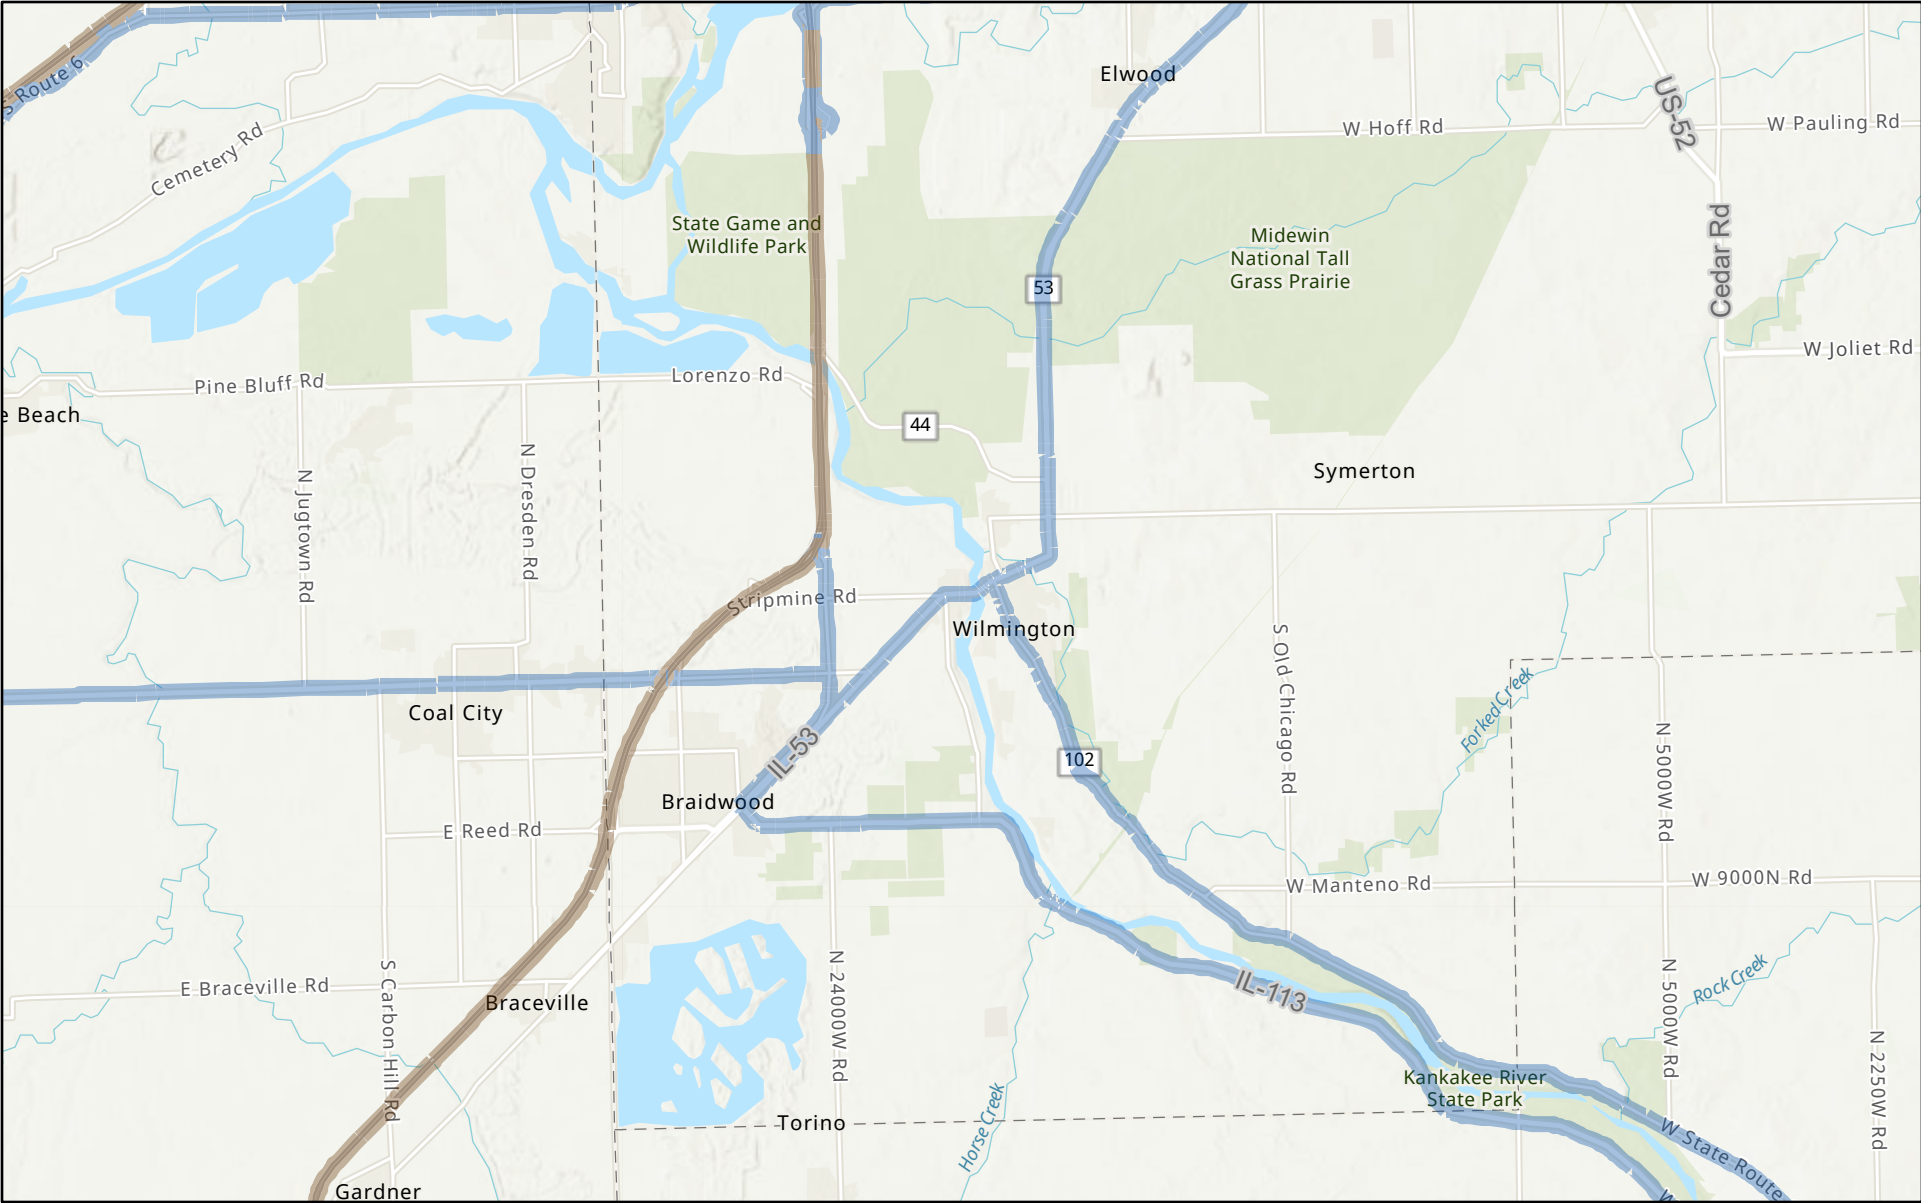 Elwood
S Route 6
US-52
W Hoff Rd
W Pauling Rd
Cemetery Rd
State Game and
Wildlife Park
Midewin
National Tall
Grass Prairie
Cedar Rd
53
W Joliet Rd
Pine Bluff Rd
Lorenzo Rd
e Beach
44
Symerton
N Jugtown Rd
N Dresden Rd
Stripmine Rd
Wilmington
S Old Chicago Rd
Forked Creek
Coal City
IL-53
102
N 5000W Rd
Braidwood
E Reed Rd
W Manteno Rd
W 9000N Rd
E Braceville Rd
S Carbon Hill Rd
Braceville
N 24000W Rd
IL-113
N 5000W Rd
Rock Creek
N 2250W Rd
Kankakee River
State Park
Horse Creek
Torino
W State Route
W
Gardner